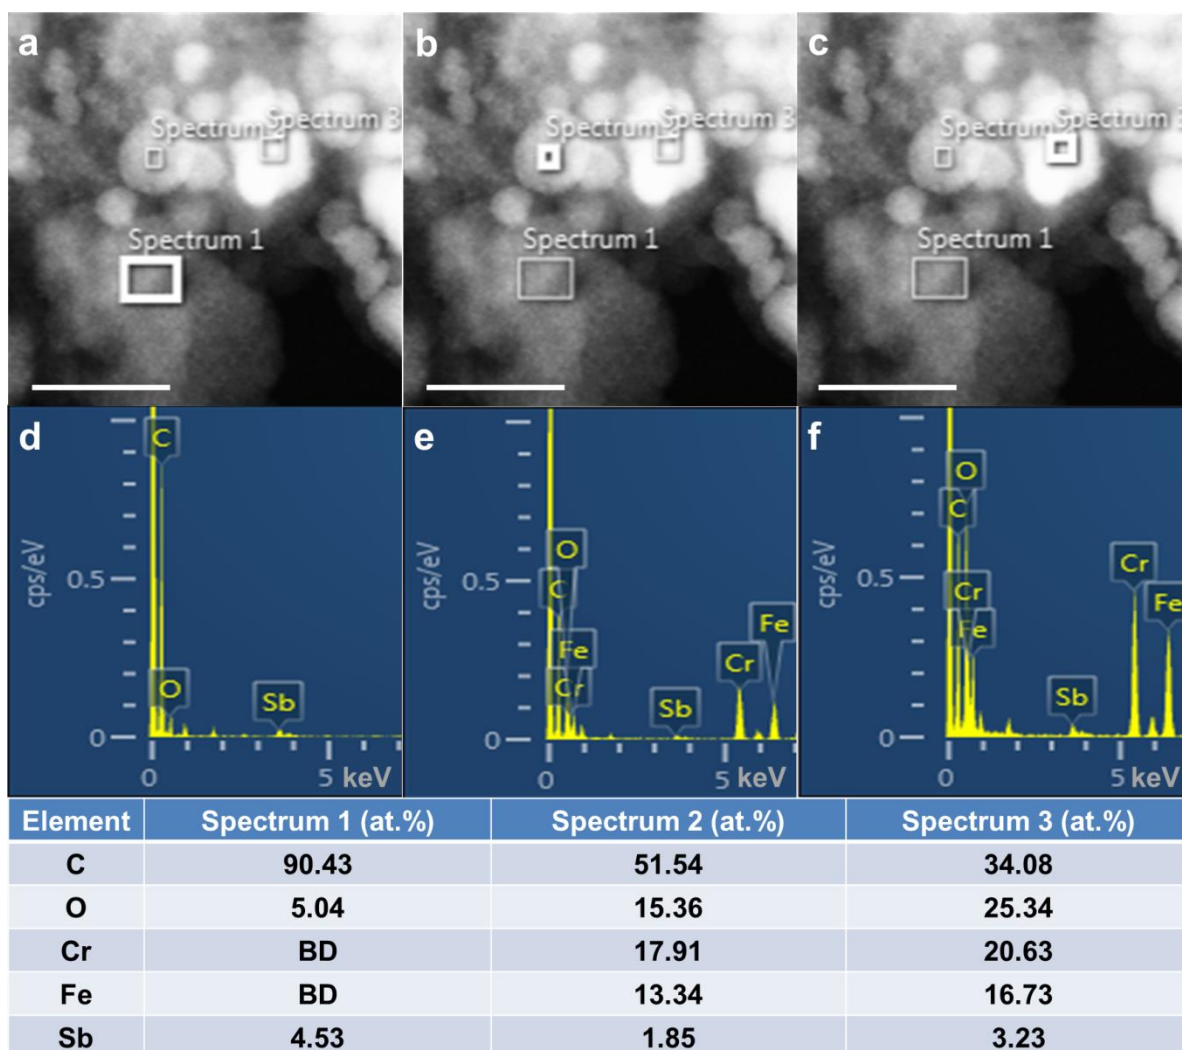 a
Spectrum 2
Spectrum 3
Spectrum 1
b
Spectrum 2
Spectrum 3
Spectrum 1
c
Spectrum 2
Spectrum 3
Spectrum 1
d
C
O
Sb
cps/eV
0.5
0
0
5
keV
e
O
C
Fe
Cr
Sb
Cr
Fe
cps/eV
0.5
0
0
5
keV
f
O
C
Cr
Fe
Sb
Cr
Fe
cps/eV
0.5
0
0
5
keV
Element Spectrum 1 (at.%) Spectrum 2 (at.%) Spectrum 3 (at.%)
C 90.43 51.54 34.08
O 5.04 15.36 25.34
Cr BD 17.91 20.63
Fe BD 13.34 16.73
Sb 4.53 1.85 3.23